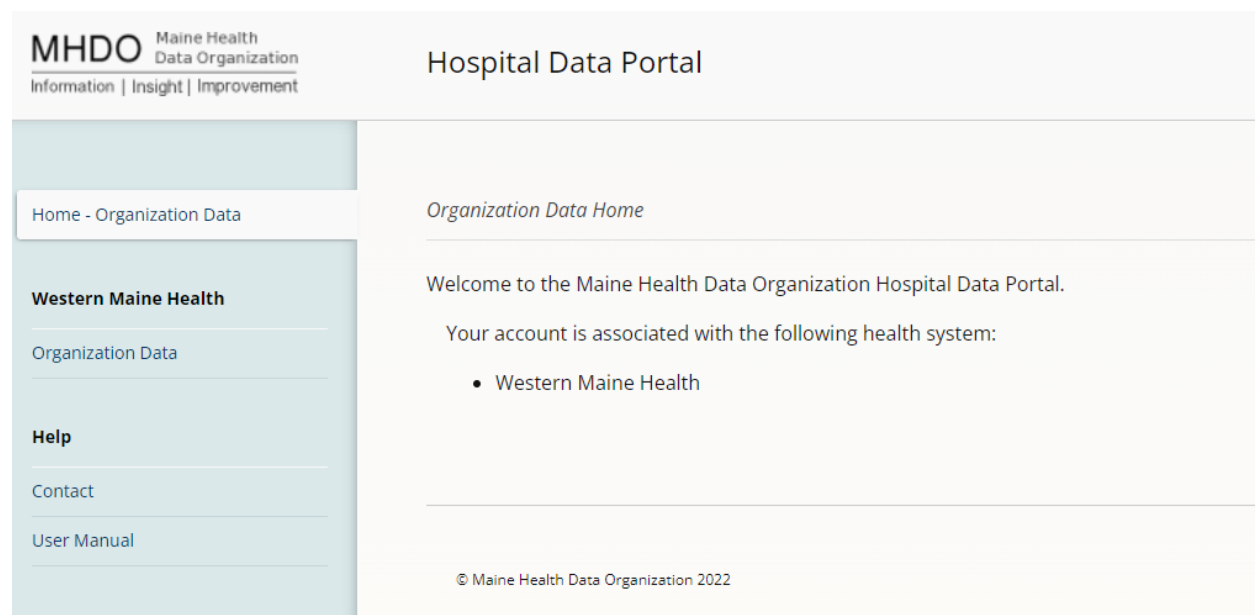 MHDO Maine Health
Data Organization
Information | Insight | Improvement
Hospital Data Portal
Home - Organization Data
Western Maine Health
Organization Data
Help
Contact
User Manual
Organization Data Home
Welcome to the Maine Health Data Organization Hospital Data Portal.
Your account is associated with the following health system:
• Western Maine Health
© Maine Health Data Organization 2022